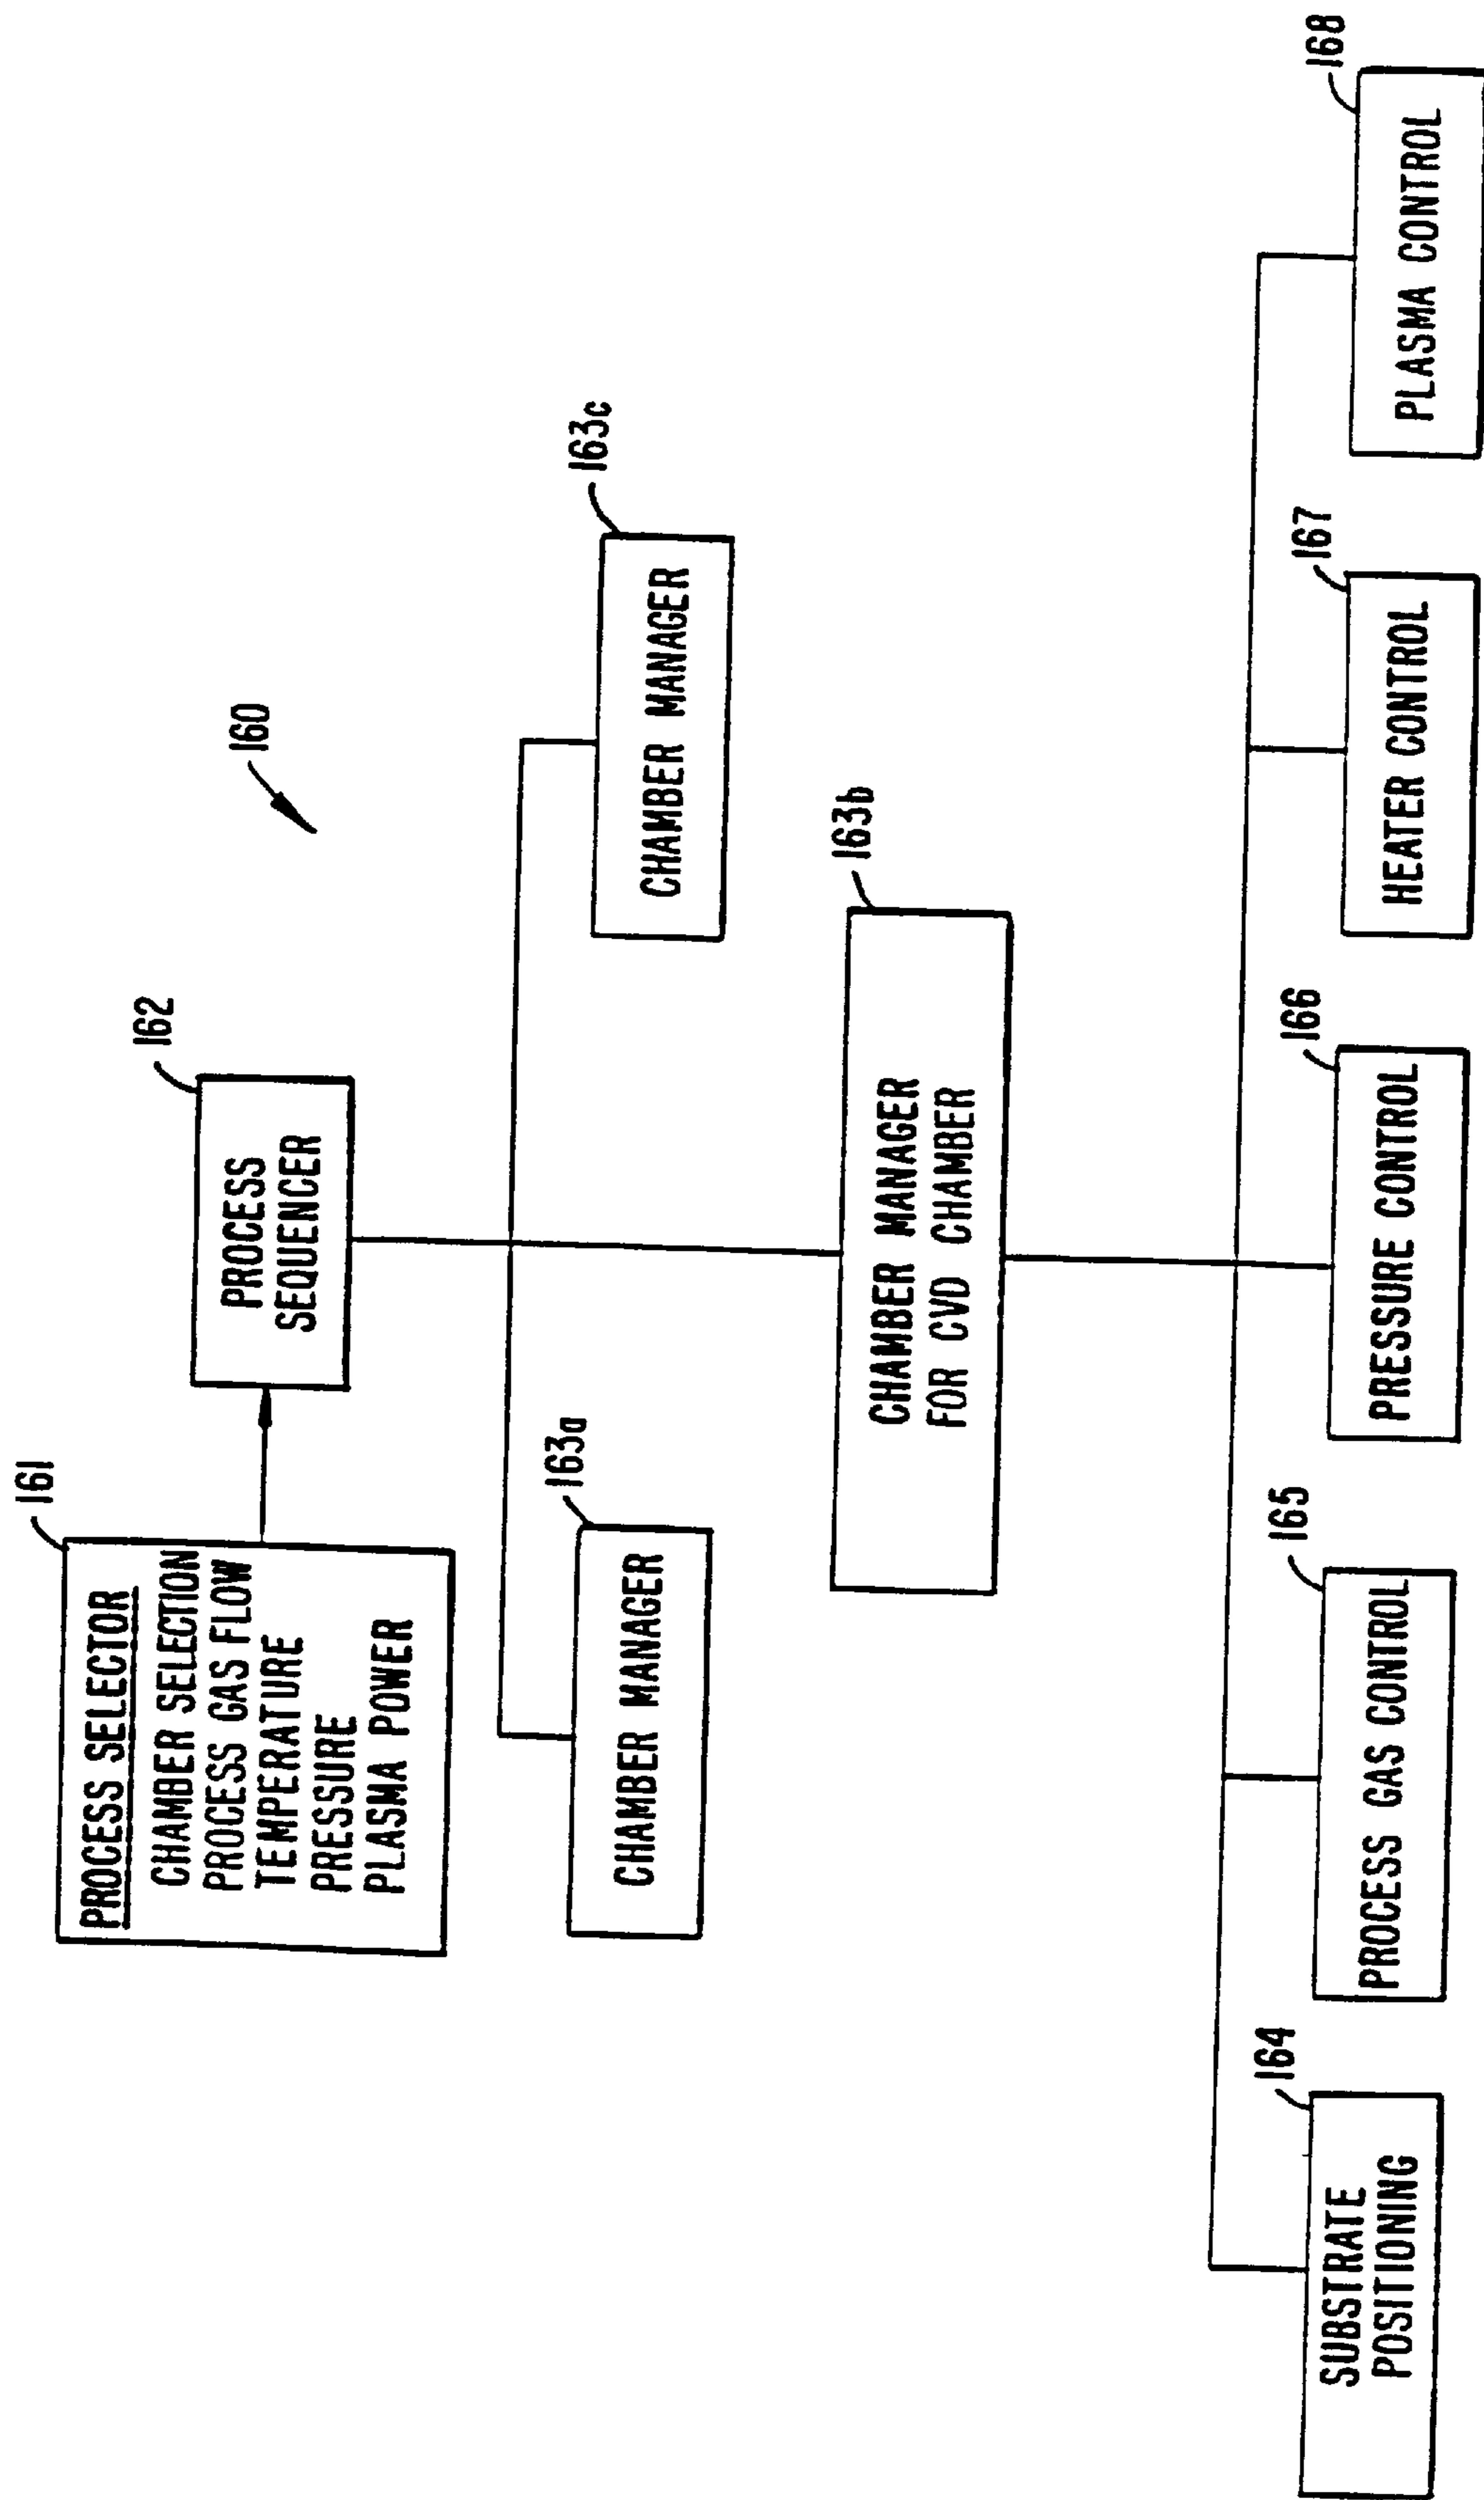 161
PROCESS SELECTOR
CHAMBER SELECTION
PROCESS GAS FLOW
TEMPERATURE
PRESSURE
PLASMA POWER
162
PROCESS
SEQUENCER
160
163a
CHAMBER MANAGER
163c
CHAMBER MANAGER
163b
CHAMBER MANAGER
FOR CVD CHAMBER
164
SUBSTRATE
POSITIONING
165
PROCESS GAS CONTROL
166
PRESSURE CONTROL
167
HEATER CONTROL
168
PLASMA CONTROL